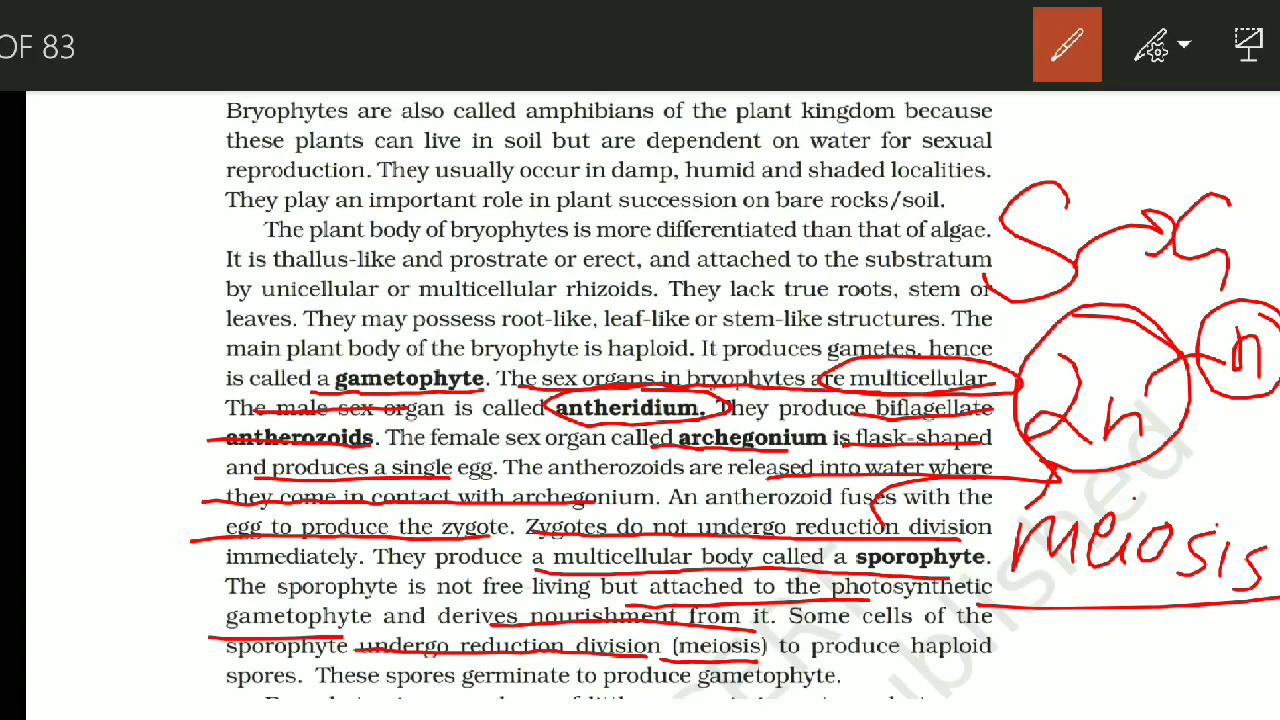 OF 83
Bryophytes are also called amphibians of the plant kingdom because
these plants can live in soil but are dependent on water for sexual
reproduction. They usually occur in damp, humid and shaded localities.
They play an important role in plant succession on bare rocks/soil.
The plant body of bryophytes is more differentiated than that of algae.
It is thallus-like and prostrate or erect, and attached to the substratum
by unicellular or multicellular rhizoids. They lack true roots, stem or
leaves. They may possess root-like, leaf-like or stem-like structures. The
main plant body of the bryophyte is haploid. It produces gametes, hence
is called a gametophyte. The sex organs in bryophytes are multicellular.
The male sex organ is called antheridium. They produce biflagellate
antherozoids. The female sex organ called archegonium is flask-shaped
and produces a single egg. The antherozoids are released into water where
they come in contact with archegonium. An antherozoid fuses with the
egg to produce the zygote. Zygotes do not undergo reduction division
immediately. They produce a multicellular body called a sporophyte.
The sporophyte is not free-living but attached to the photosynthetic
gametophyte and derives nourishment from it. Some cells of the
sporophyte undergo reduction division (meiosis) to produce haploid
spores. These spores germinate to produce gametophyte.
S G
2n
n
meiosis